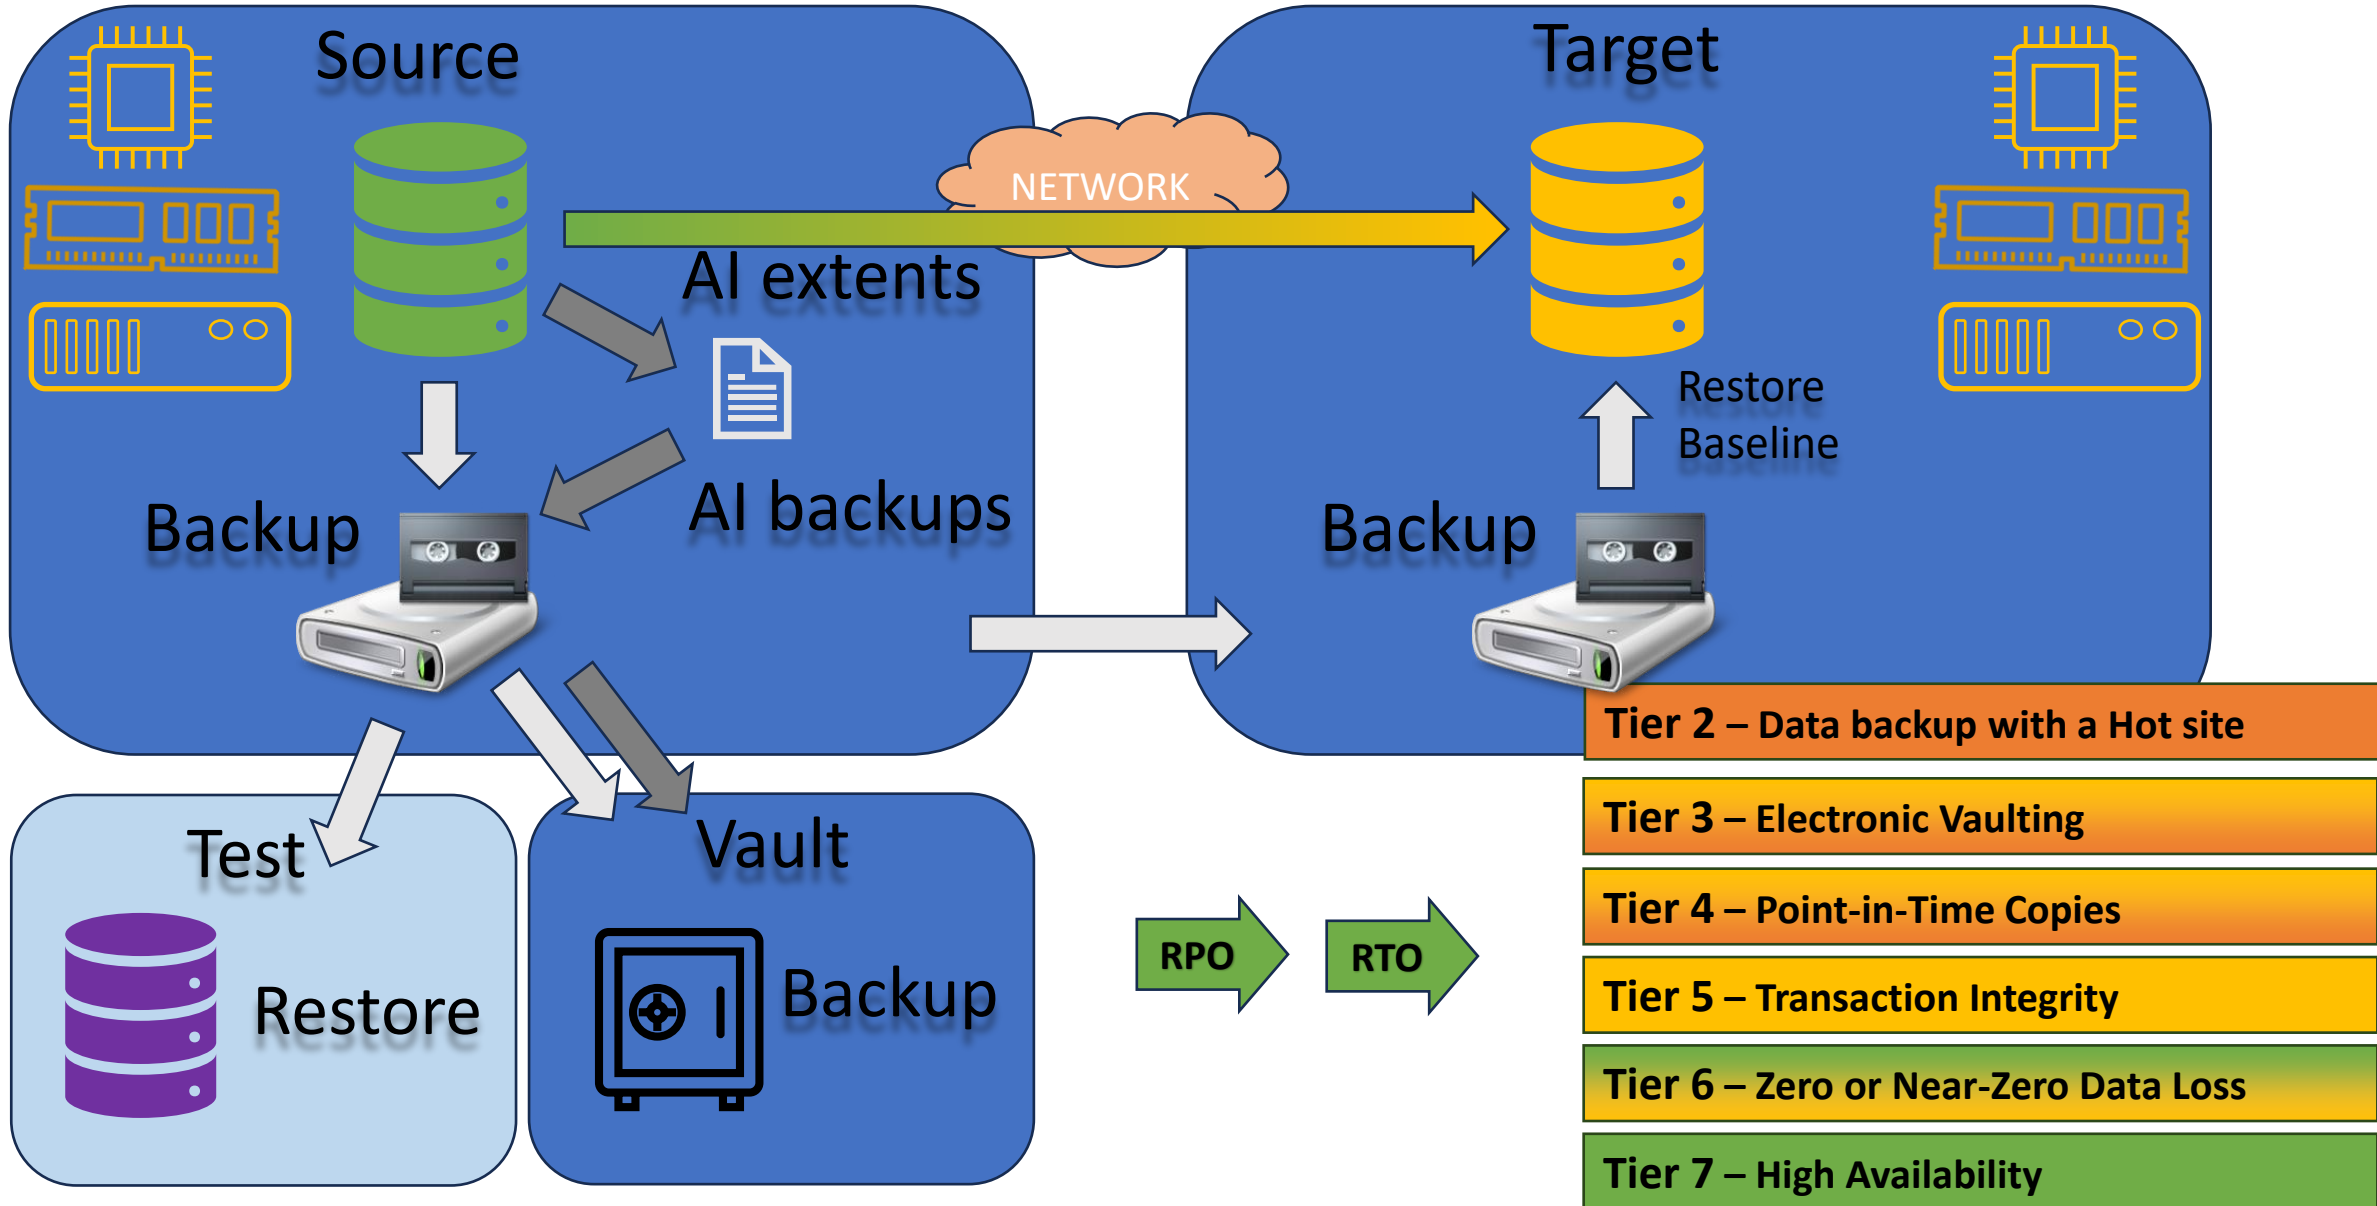 Source
Target
NETWORK
AI extents
Restore
Baseline
Backup
AI backups
Backup
Tier 2 – Data backup with a Hot site
Tier 3 – Electronic Vaulting
Tier 4 – Point-in-Time Copies
Tier 5 – Transaction Integrity
Tier 6 – Zero or Near-Zero Data Loss
Tier 7 – High Availability
Test
Restore
Vault
Backup
RPO
RTO